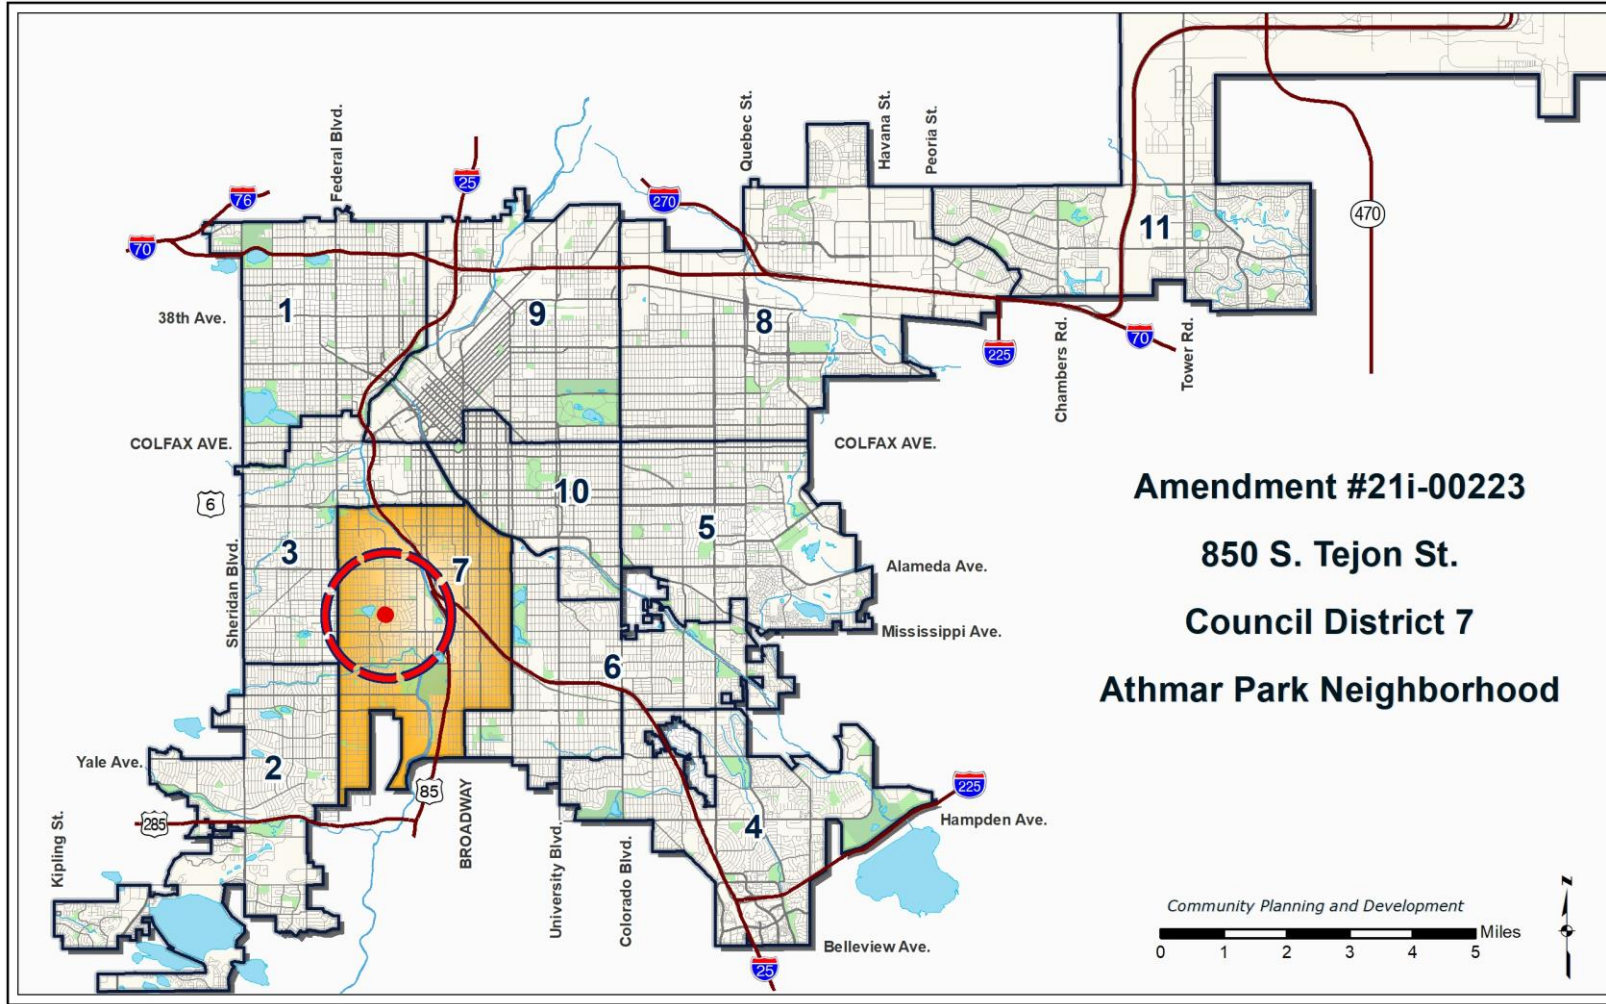 Quebec St.
Havana St.
Peoria St.
Federal Blvd.
25
76
270
470
70
11
1
9
8
38th Ave.
225
70
Chambers Rd.
Tower Rd.
COLFAX AVE.
COLFAX AVE.
6
10
5
3
7
Sheridan Blvd.
Alameda Ave.
Mississippi Ave.
6
Yale Ave.
2
85
285
BROADWAY
225
Hampden Ave.
4
Kipling St.
University Blvd.
Colorado Blvd.
Belleview Ave.
25
Amendment #21i-00223
850 S. Tejon St.
Council District 7
Athmar Park Neighborhood
Community Planning and Development
0 1 2 3 4 5 Miles
N